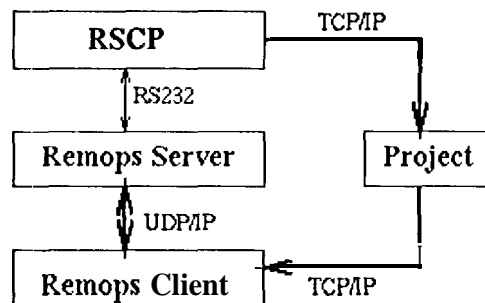 TCP/IP
RSCP
RS232
Remops Server
Project
UDP/IP
Remops Client
TCP/IP